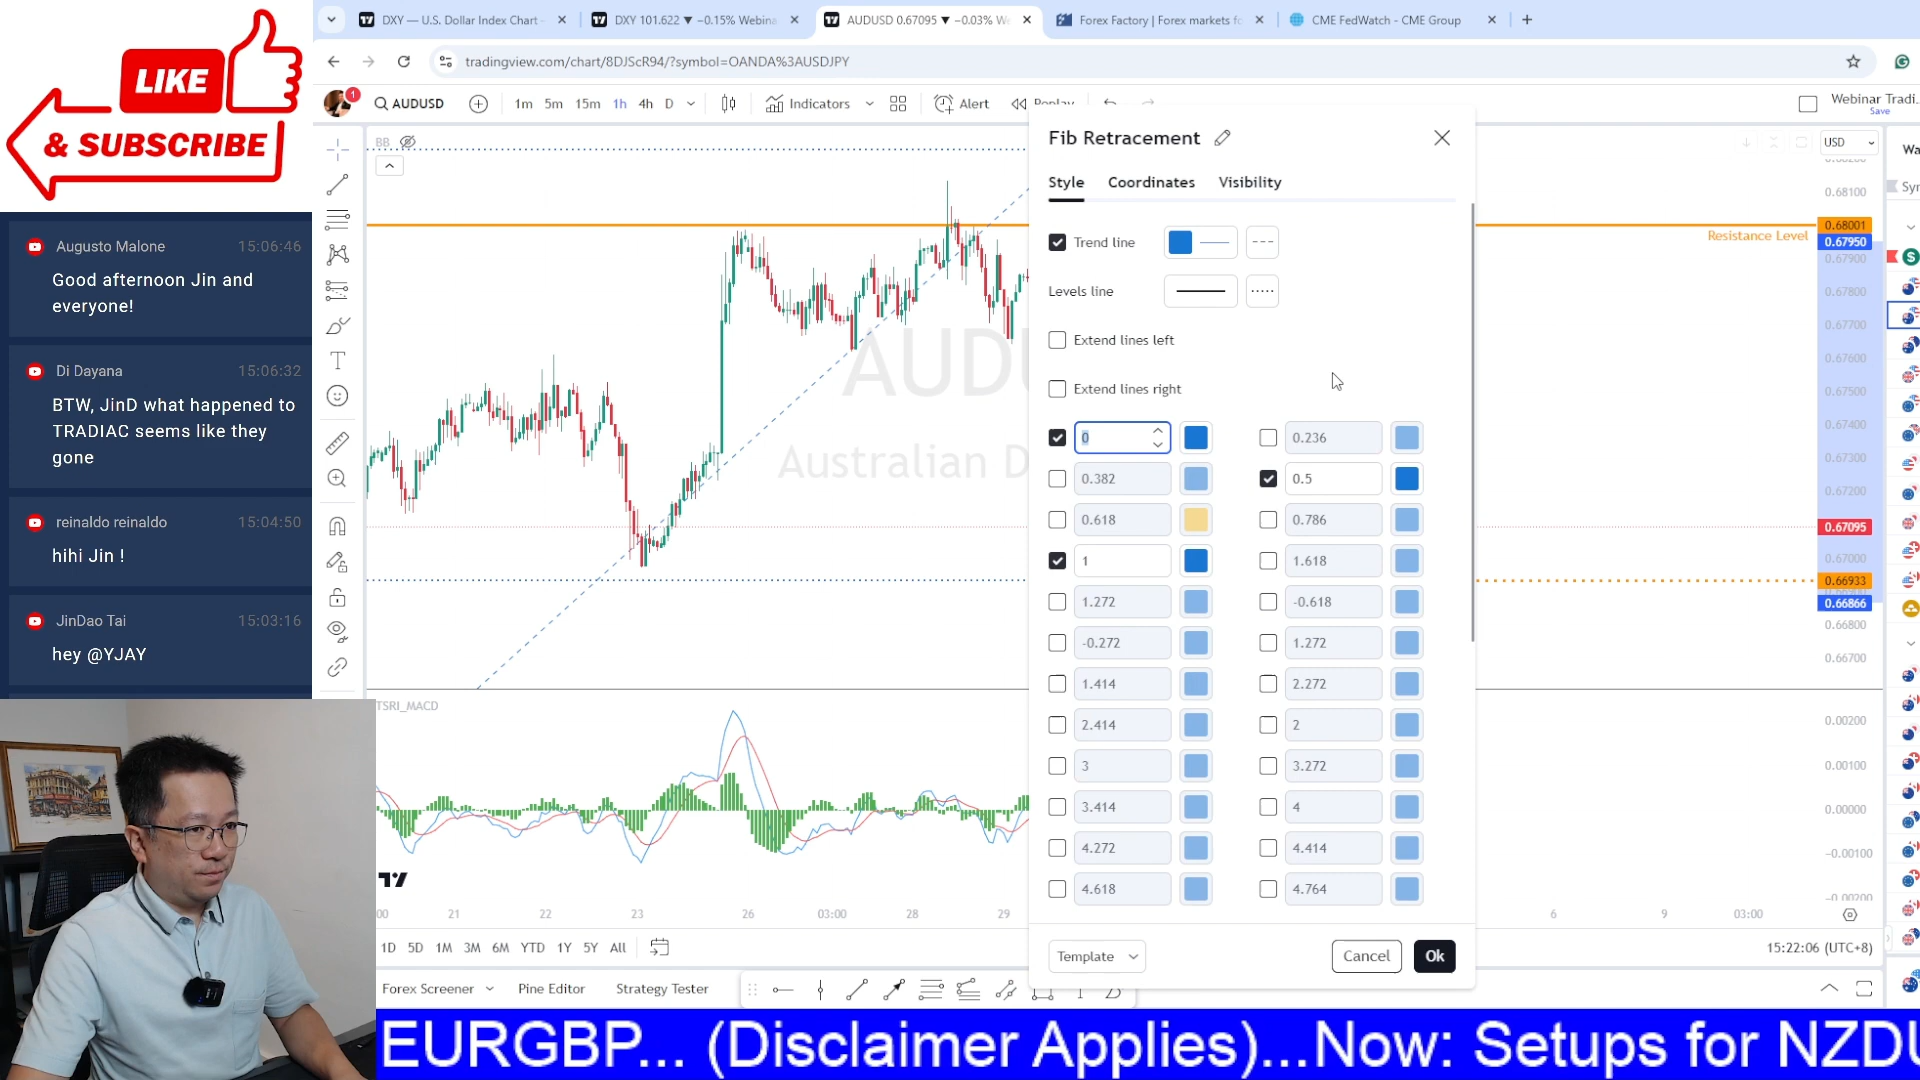 DXY — U.S. Dollar Index Chart -
DXY 101.622 ▼ −0.15% Webina
AUDUSD 0.67095 ▼ −0.03% We
Forex Factory | Forex markets fo
CME FedWatch - CME Group
tradingview.com/chart/8DJScR94/?symbol=OANDA%3AUSDJPY
LIKE
& SUBSCRIBE
1
AUDUSD
1m 5m 15m 1h 4h D
Indicators
Alert
Replay
Webinar Tradi...
Save
BB
USD
Wa
Syn
Augusto Malone 15:06:46
Good afternoon Jin and
everyone!
Di Dayana 15:06:32
BTW, JinD what happened to
TRADIAC seems like they
gone
reinaldo reinaldo 15:04:50
hihi Jin !
JinDao Tai 15:03:16
hey @YJAY
AUDU
Australian D
Resistance Level
Fib Retracement
Style Coordinates Visibility
Trend line
Levels line
Extend lines left
Extend lines right
0 0.236
0.382 0.5
0.618 0.786
1 1.618
1.272 -0.618
-0.272 1.272
1.414 2.272
2.414 2
3 3.272
3.414 4
4.272 4.414
4.618 4.764
Template
Cancel
Ok
0.68100
0.68001
0.67950
0.67900
0.67800
0.67700
0.67600
0.67500
0.67400
0.67300
0.67200
0.67095
0.67000
0.66933
0.66866
0.66800
0.66700
TSRI_MACD
0.00200
0.00100
0.00000
−0.00100
−0.00200
00 21 22 23 26 03:00 28 29 6 9 03:00
1D 5D 1M 3M 6M YTD 1Y 5Y All
15:22:06 (UTC+8)
Forex Screener
Pine Editor
Strategy Tester
EURGBP... (Disclaimer Applies)...Now: Setups for NZDU